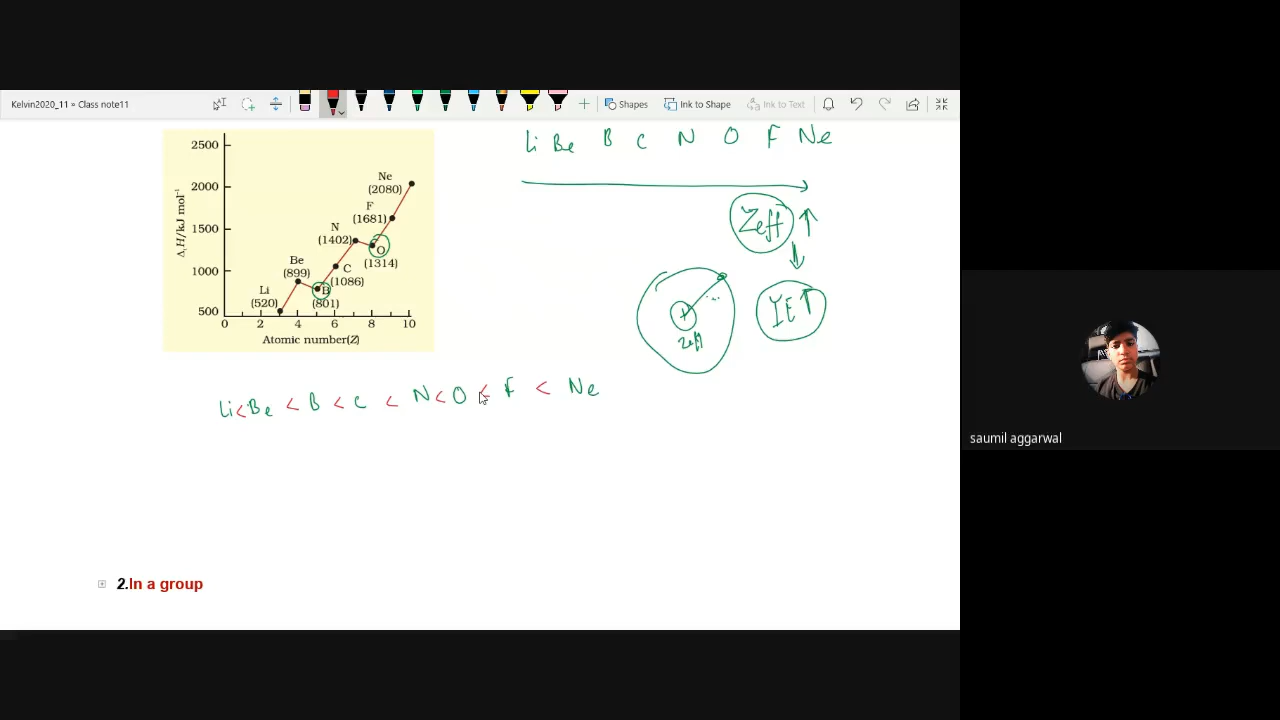 Kelvin2020_11 » Class note11
Shapes
Ink to Shape
Ink to Text
Li Be B C N O F Ne
2500
2000
1500
1000
500
ΔᵢH/kJ mol⁻¹
Ne
(2080)
F
(1681)
N
(1402)
O
(1314)
Be
(899)
C
(1086)
Li
(520)
B
(801)
0 2 4 6 8 10
Atomic number(Z)
Zeff ↑
↓
IE ↑
+
Zeff
Li < Be < B < C < N < O < F < Ne
2.In a group
saumil aggarwal